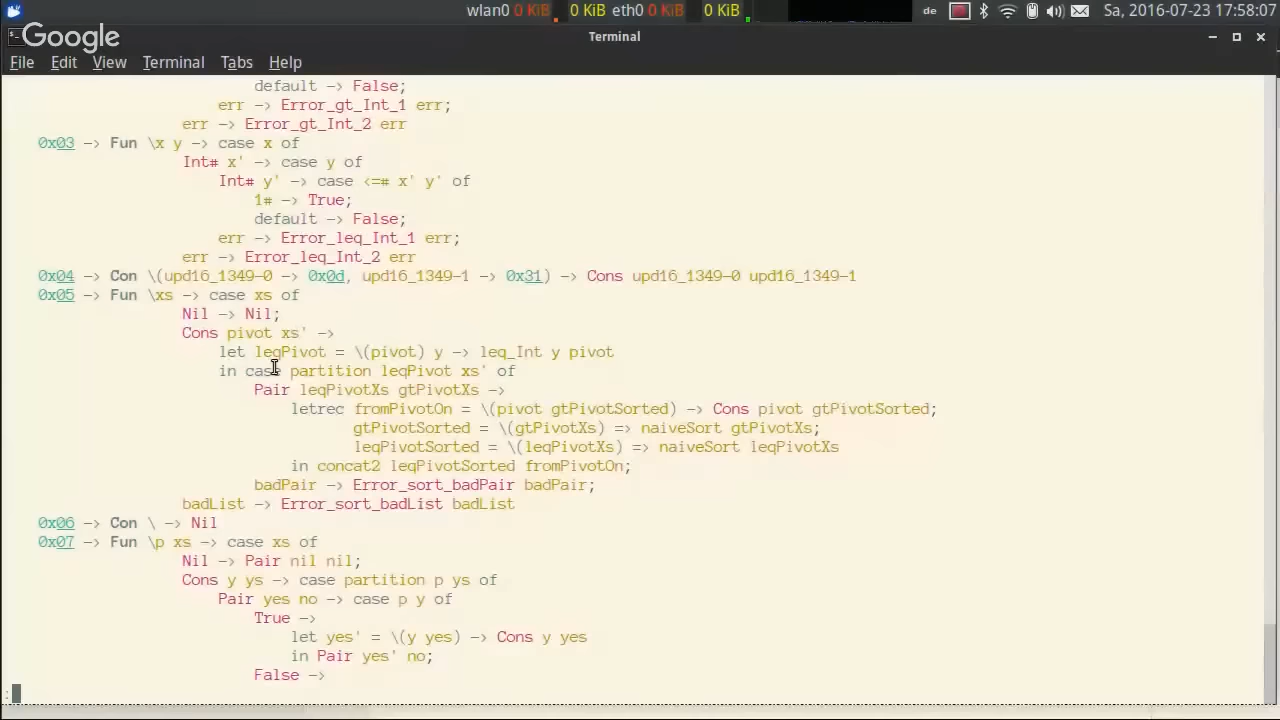 wlan0 0 KiB 0 KiB eth0 0 KiB 0 KiB de Sa, 2016-07-23 17:58:07
Google
Terminal
File Edit View Terminal Tabs Help
default -> False;
err -> Error_gt_Int_1 err;
err -> Error_gt_Int_2 err
0x03 -> Fun \x y -> case x of
Int# x' -> case y of
Int# y' -> case <=# x' y' of
1# -> True;
default -> False;
err -> Error_leq_Int_1 err;
err -> Error_leq_Int_2 err
0x04 -> Con \(upd16_1349-0 -> 0x0d, upd16_1349-1 -> 0x31) -> Cons upd16_1349-0 upd16_1349-1
0x05 -> Fun \xs -> case xs of
Nil -> Nil;
Cons pivot xs' ->
let leqPivot = \(pivot) y -> leq_Int y pivot
in case partition leqPivot xs' of
Pair leqPivotXs gtPivotXs ->
letrec fromPivotOn = \(pivot gtPivotSorted) -> Cons pivot gtPivotSorted;
gtPivotSorted = \(gtPivotXs) => naiveSort gtPivotXs;
leqPivotSorted = \(leqPivotXs) => naiveSort leqPivotXs
in concat2 leqPivotSorted fromPivotOn;
badPair -> Error_sort_badPair badPair;
badList -> Error_sort_badList badList
0x06 -> Con \ -> Nil
0x07 -> Fun \p xs -> case xs of
Nil -> Pair nil nil;
Cons y ys -> case partition p ys of
Pair yes no -> case p y of
True ->
let yes' = \(y yes) -> Cons y yes
in Pair yes' no;
False ->
: